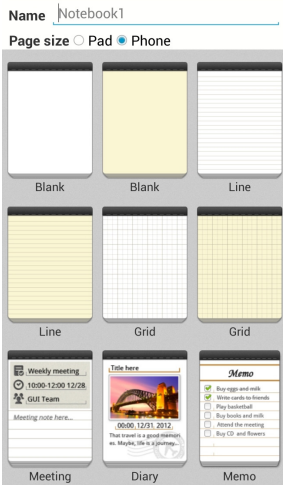 Name Notebook1
Page size Pad Phone
Blank Blank Line
Line Grid Grid
Weekly meeting
10:00-12:00 12/28
GUI Team
Meeting note here...
Title here
00:00, 12/31, 2012,
That travel is a good memori
es. Maybe, life is a journey...
Memo
Buy eggs and milk
Write cards to friends
Play basketball
Buy books and milk
Attend the meeting
Buy CD and flowers
Meeting Diary Memo